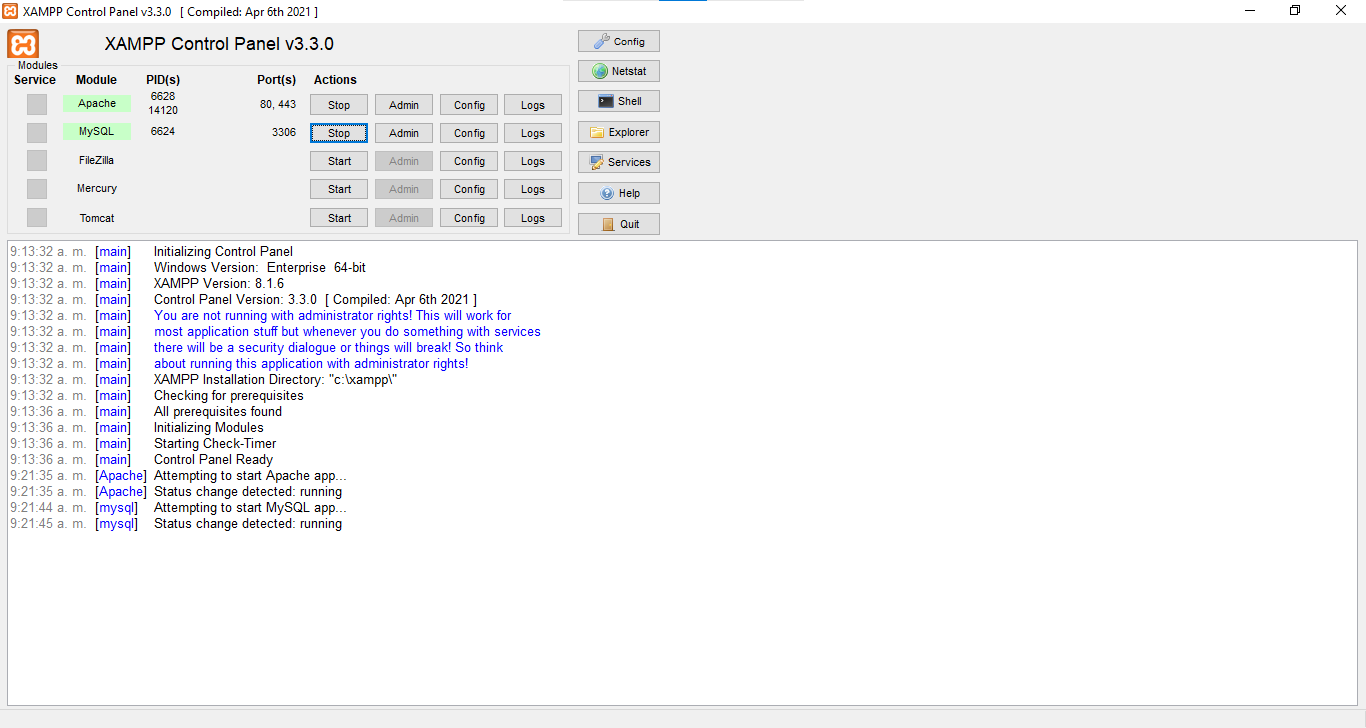 XAMPP Control Panel v3.3.0 [ Compiled: Apr 6th 2021 ]
XAMPP Control Panel v3.3.0
Config
Modules
Service Module PID(s) Port(s) Actions
Netstat
Apache 6628 14120 80, 443 Stop Admin Config Logs
Shell
MySQL 6624 3306 Stop Admin Config Logs
Explorer
FileZilla Start Admin Config Logs
Services
Mercury Start Admin Config Logs
Help
Tomcat Start Admin Config Logs
Quit
9:13:32 a. m. [main] Initializing Control Panel
9:13:32 a. m. [main] Windows Version: Enterprise 64-bit
9:13:32 a. m. [main] XAMPP Version: 8.1.6
9:13:32 a. m. [main] Control Panel Version: 3.3.0 [ Compiled: Apr 6th 2021 ]
9:13:32 a. m. [main] You are not running with administrator rights! This will work for
9:13:32 a. m. [main] most application stuff but whenever you do something with services
9:13:32 a. m. [main] there will be a security dialogue or things will break! So think
9:13:32 a. m. [main] about running this application with administrator rights!
9:13:32 a. m. [main] XAMPP Installation Directory: "c:\xampp\"
9:13:32 a. m. [main] Checking for prerequisites
9:13:36 a. m. [main] All prerequisites found
9:13:36 a. m. [main] Initializing Modules
9:13:36 a. m. [main] Starting Check-Timer
9:13:36 a. m. [main] Control Panel Ready
9:21:35 a. m. [Apache] Attempting to start Apache app...
9:21:35 a. m. [Apache] Status change detected: running
9:21:44 a. m. [mysql] Attempting to start MySQL app...
9:21:45 a. m. [mysql] Status change detected: running